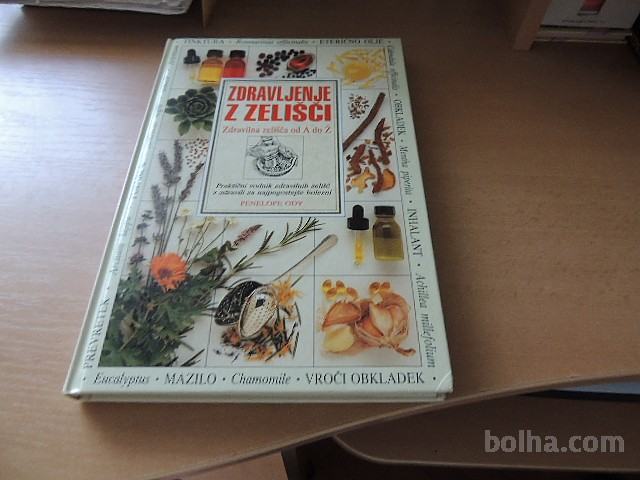 TINKTURA • Rosmarinus officinalis • ETERIČNO OLJE
OBKLADEK • Mentha piperita • INHALANT • Achillea millefolium
ZDRAVLJENJE
Z ZELIŠČI
Zdravilna zelišča od A do Ž
Praktični vodnik zdravilnih zelišč
s zdravili za najpogostejše bolezni
PENELOPE ODY
PREVRETEK
Eucalyptus • MAZILO • Chamomile • VROČI OBKLADEK •
bolha.com